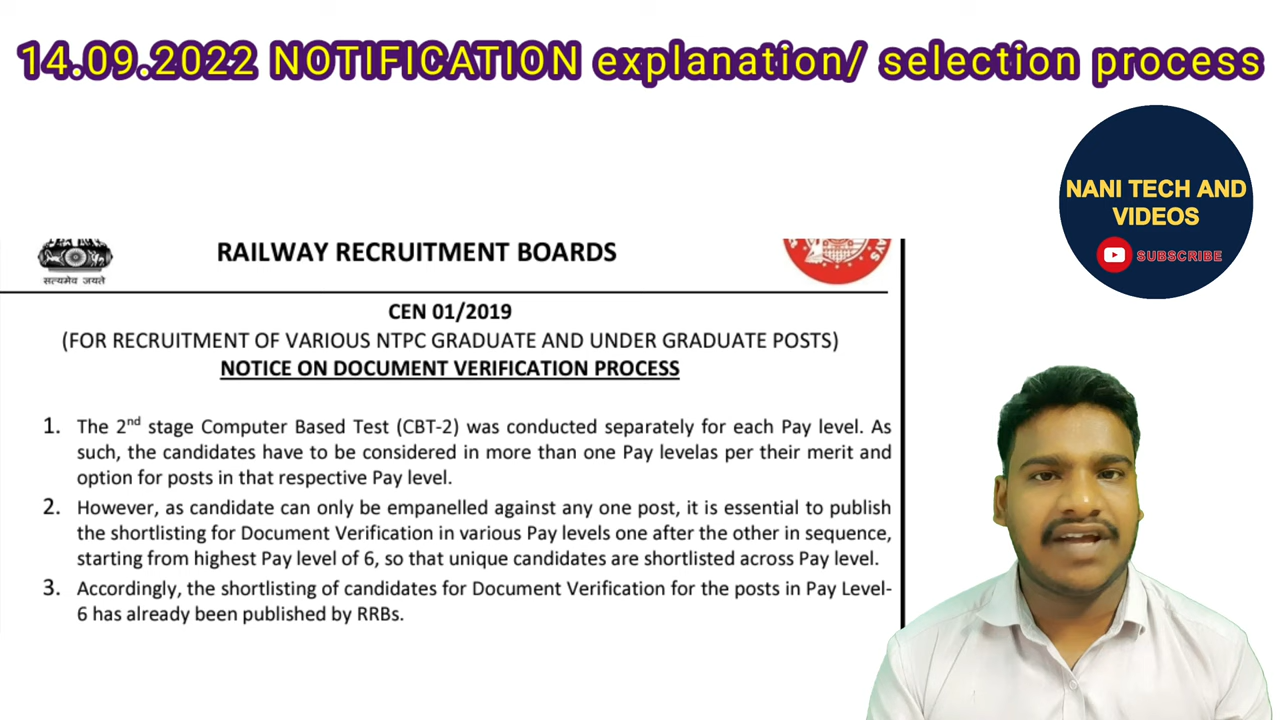 14.09.2022 NOTIFICATION explanation/ selection process
NANI TECH AND
VIDEOS
SUBSCRIBE
RAILWAY RECRUITMENT BOARDS
सत्यमेव जयते
CEN 01/2019
(FOR RECRUITMENT OF VARIOUS NTPC GRADUATE AND UNDER GRADUATE POSTS)
NOTICE ON DOCUMENT VERIFICATION PROCESS
1. The 2nd stage Computer Based Test (CBT-2) was conducted separately for each Pay level. As
such, the candidates have to be considered in more than one Pay levelas per their merit and
option for posts in that respective Pay level.
2. However, as candidate can only be empanelled against any one post, it is essential to publish
the shortlisting for Document Verification in various Pay levels one after the other in sequence,
starting from highest Pay level of 6, so that unique candidates are shortlisted across Pay level.
3. Accordingly, the shortlisting of candidates for Document Verification for the posts in Pay Level-
6 has already been published by RRBs.